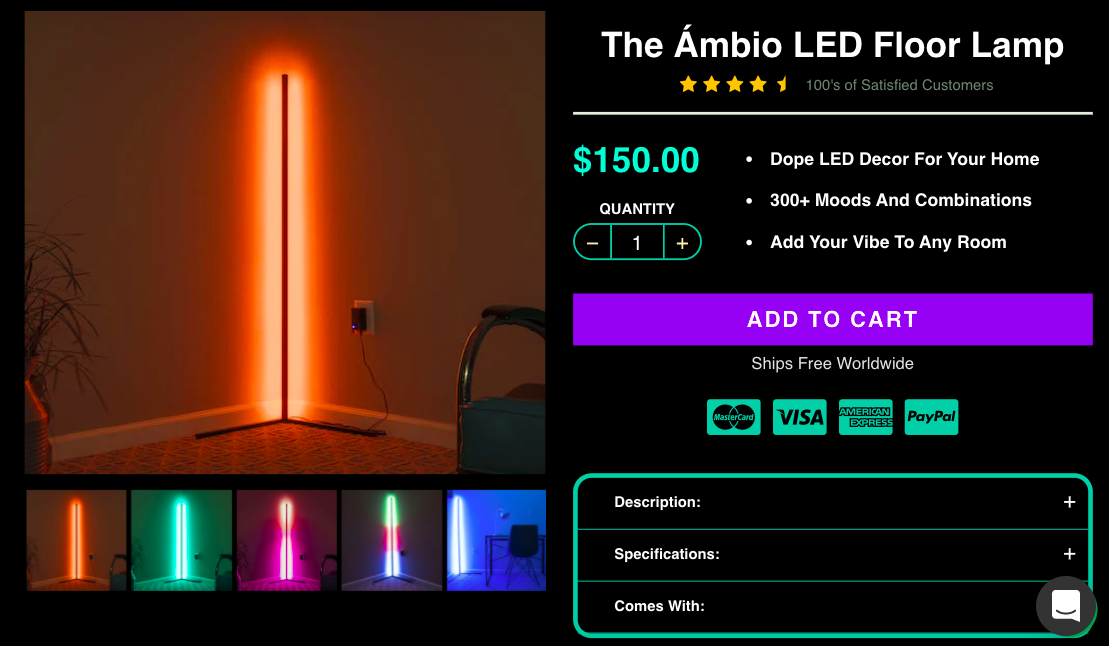 The Ámbio LED Floor Lamp
100's of Satisfied Customers
$150.00
• Dope LED Decor For Your Home
• 300+ Moods And Combinations
• Add Your Vibe To Any Room
QUANTITY
− 1 +
ADD TO CART
Ships Free Worldwide
MasterCard VISA AMERICAN EXPRESS PayPal
Description: +
Specifications: +
Comes With: